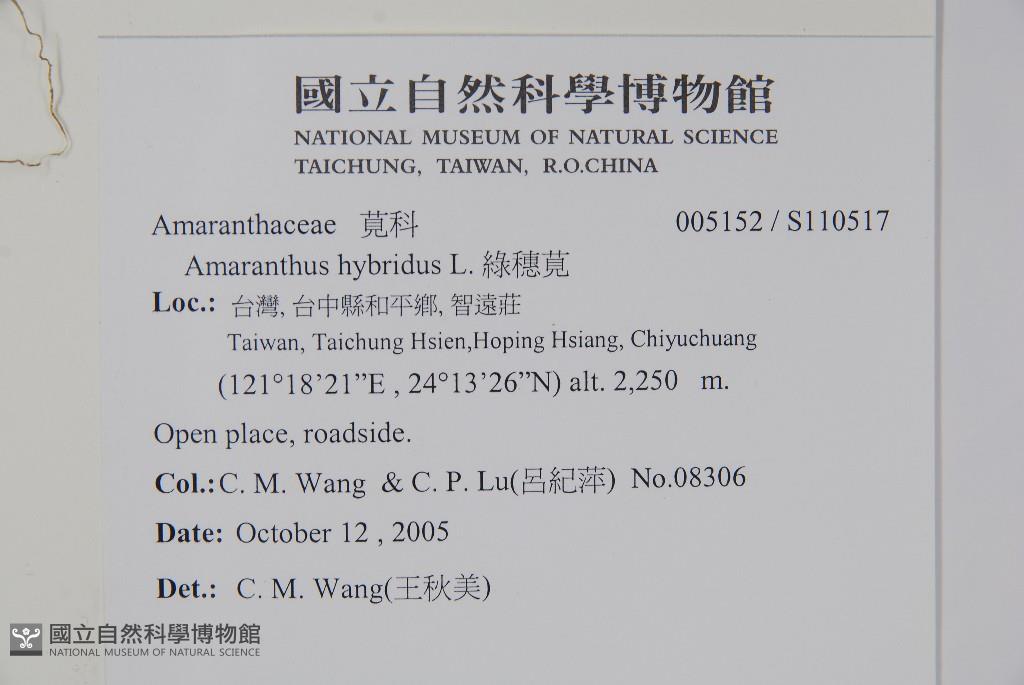 國立自然科學博物館
NATIONAL MUSEUM OF NATURAL SCIENCE
TAICHUNG, TAIWAN, R.O.CHINA
Amaranthaceae 莧科 005152 / S110517
Amaranthus hybridus L. 綠穗莧
Loc.: 台灣, 台中縣和平鄉, 智遠莊
Taiwan, Taichung Hsien,Hoping Hsiang, Chiyuchuang
(121°18’21”E , 24°13’26”N) alt. 2,250 m.
Open place, roadside.
Col.: C. M. Wang & C. P. Lu(呂紀萍) No.08306
Date: October 12 , 2005
Det.: C. M. Wang(王秋美)
國立自然科學博物館
NATIONAL MUSEUM OF NATURAL SCIENCE